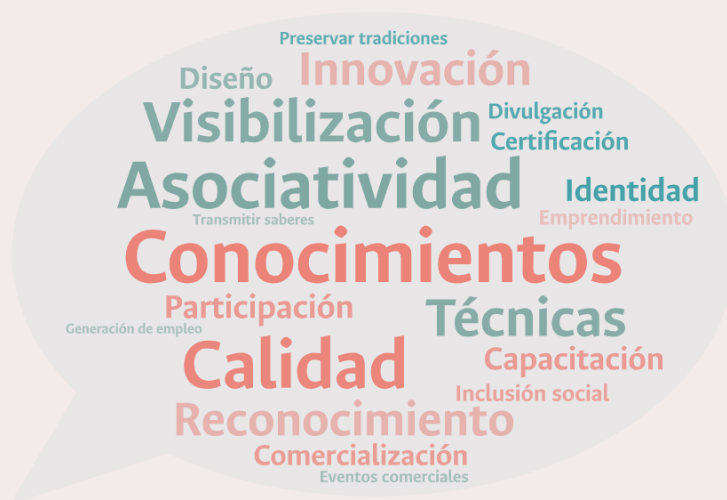 Preservar tradiciones
Diseño Innovación
Visibilización Divulgación
Certificación
Asociatividad Identidad
Transmitir saberes Emprendimiento
Conocimientos
Participación Técnicas
Generación de empleo
Calidad Capacitación
Inclusión social
Reconocimiento
Comercialización
Eventos comerciales